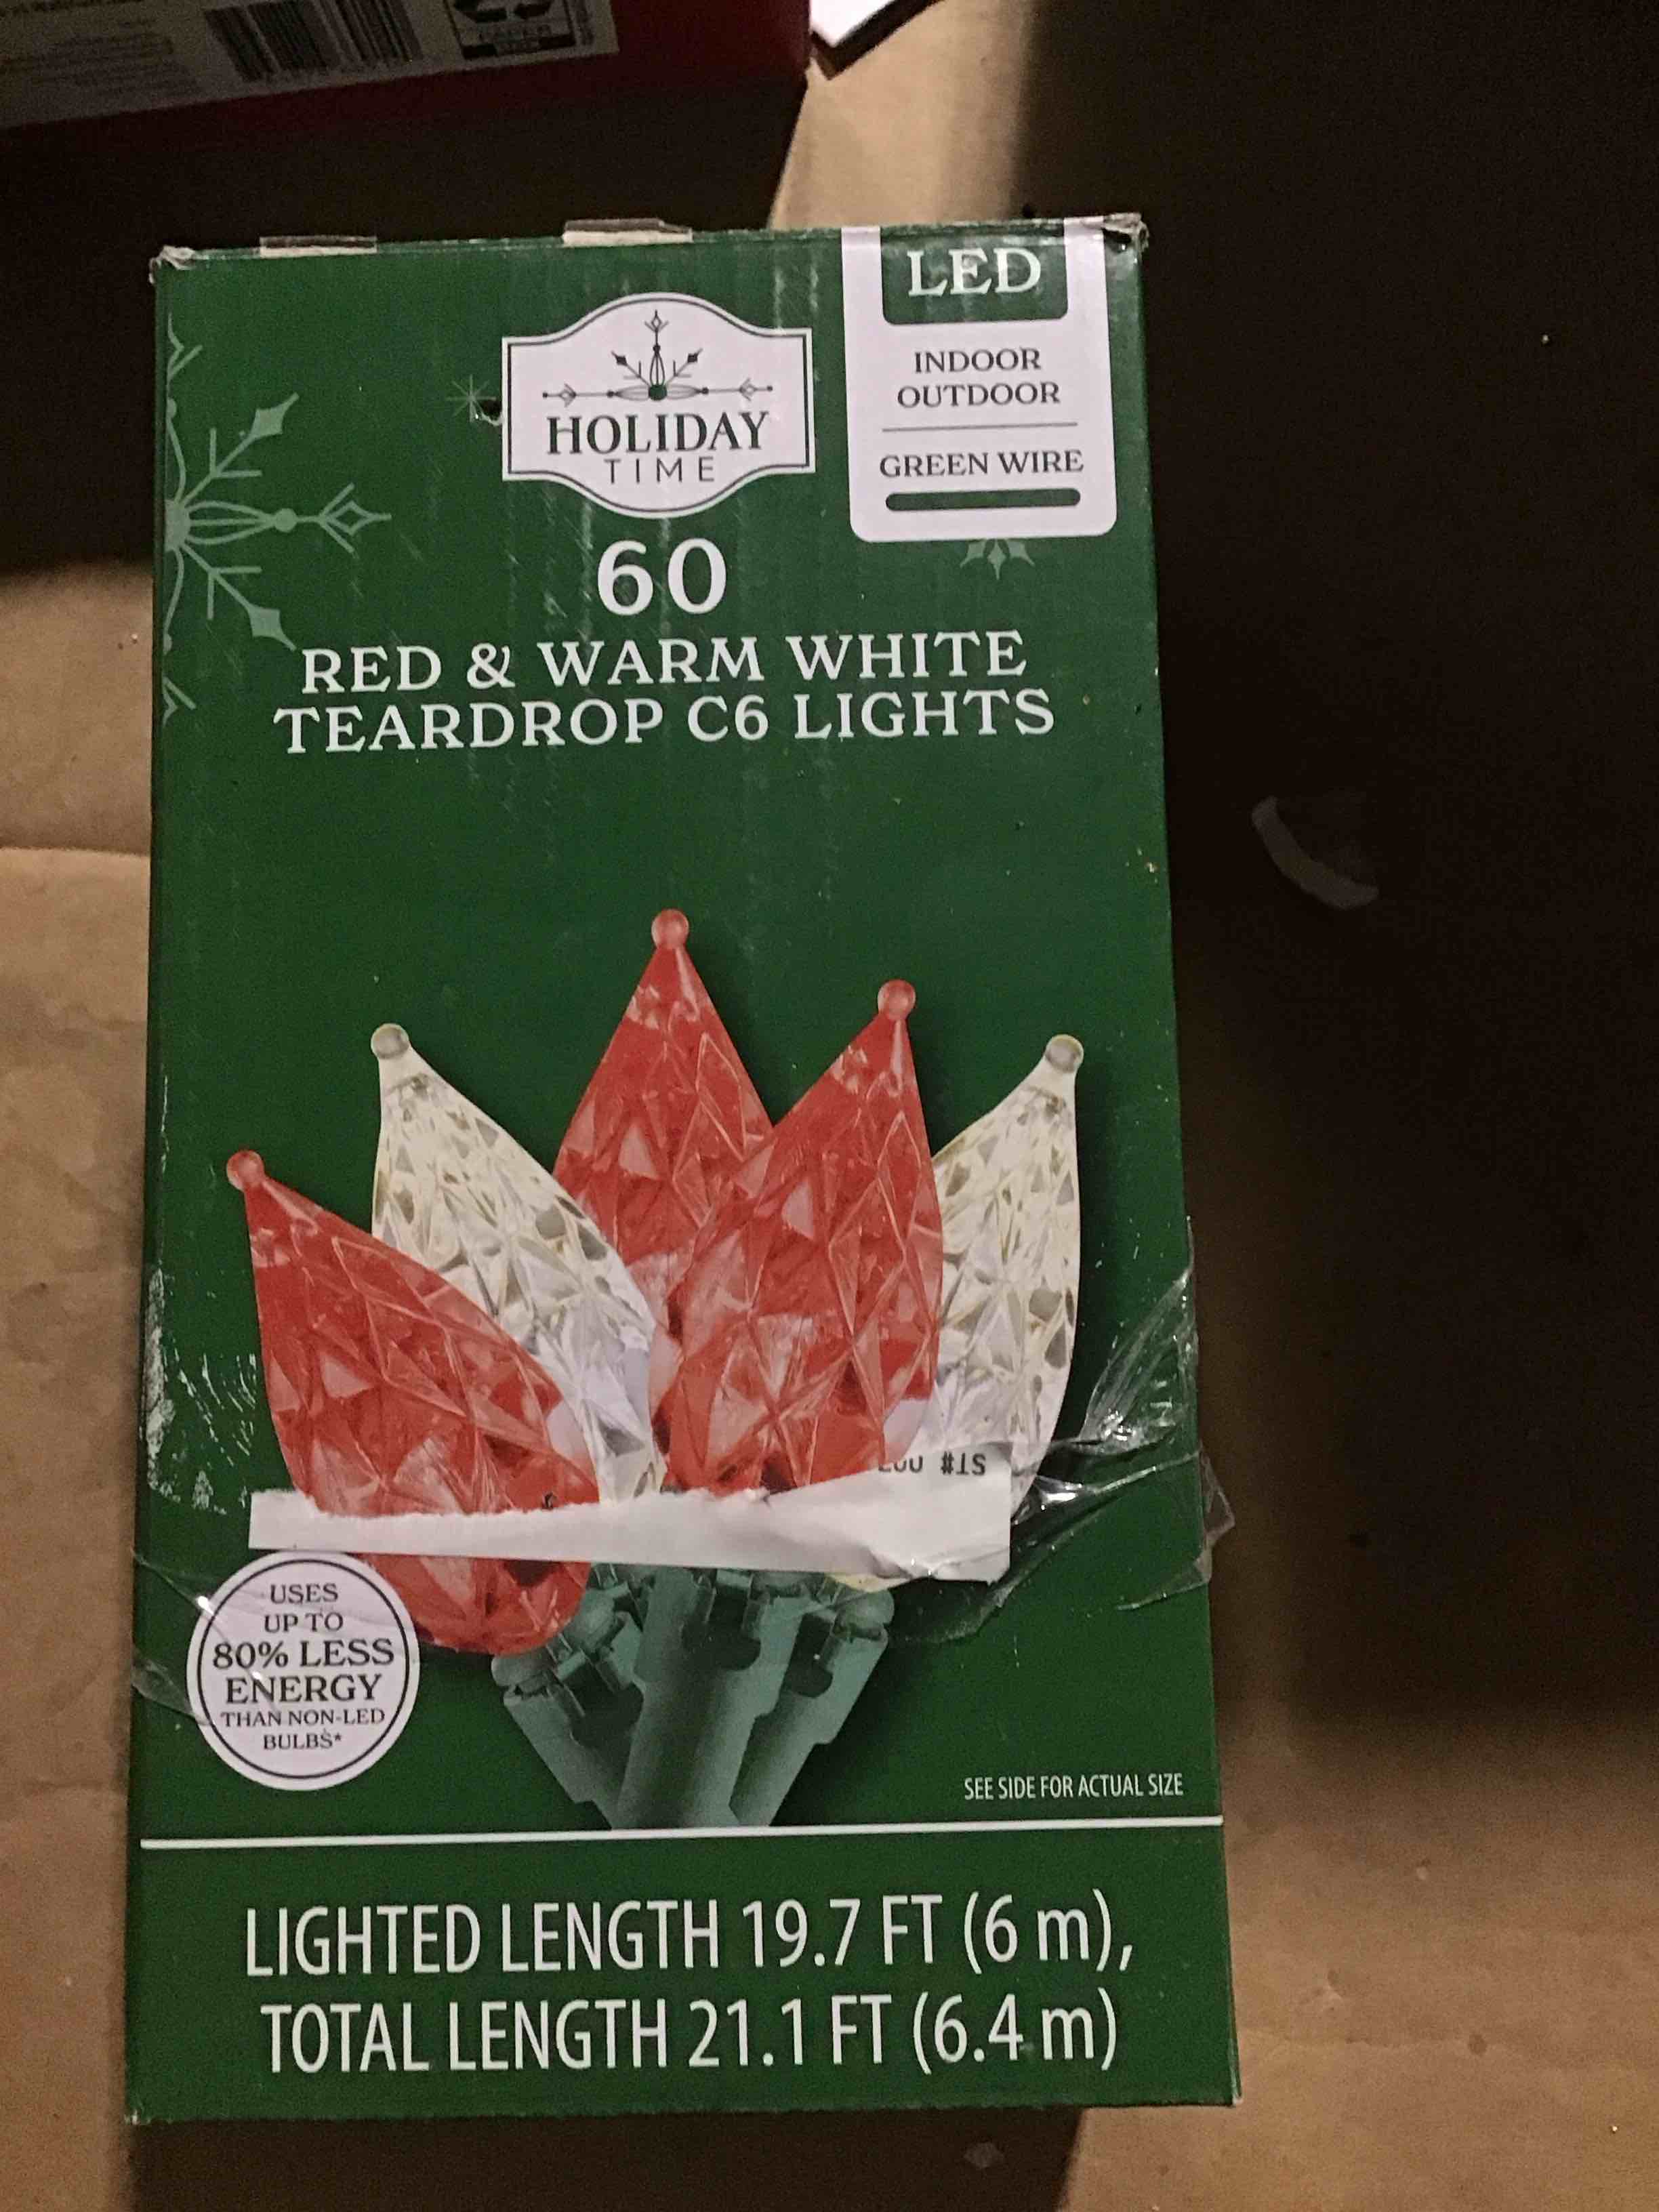 PAPER
LED
INDOOR
OUTDOOR
GREEN WIRE
HOLIDAY
TIME
60
RED & WARM WHITE
TEARDROP C6 LIGHTS
ST#
USES
UP TO
80% LESS
ENERGY
THAN NON-LED
BULBS*
SEE SIDE FOR ACTUAL SIZE
LIGHTED LENGTH 19.7 FT (6 m),
TOTAL LENGTH 21.1 FT (6.4 m)